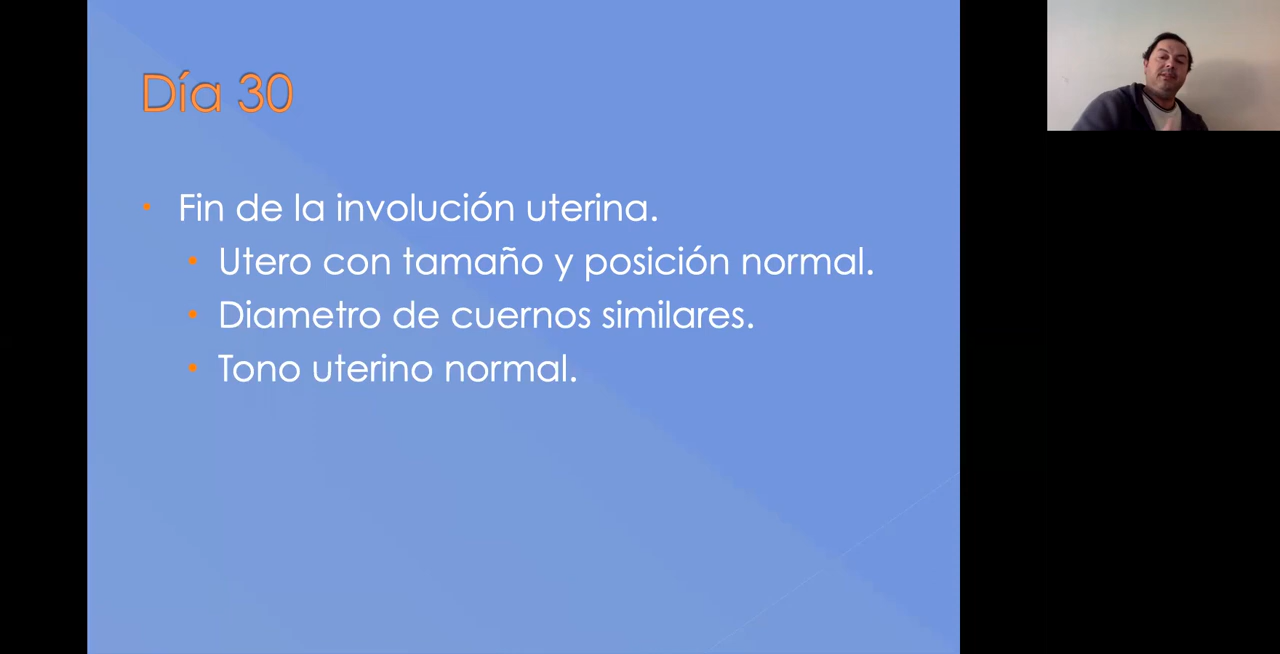 Día 30
Fin de la involución uterina.
Utero con tamaño y posición normal.
Diametro de cuernos similares.
Tono uterino normal.